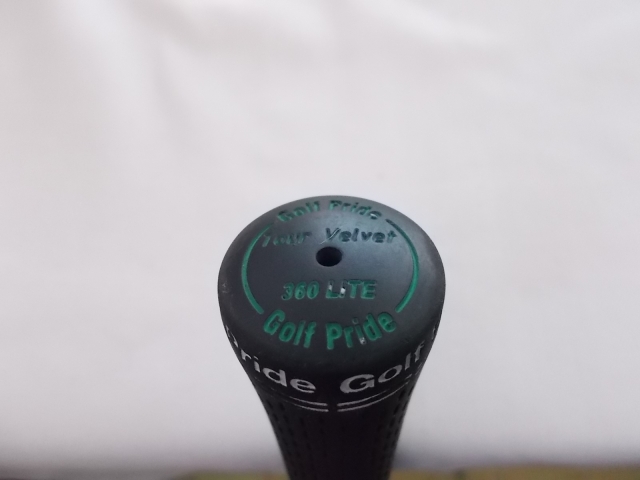 Golf Pride
Tour Velvet
360 LITE
Golf Pride
Pride Golf